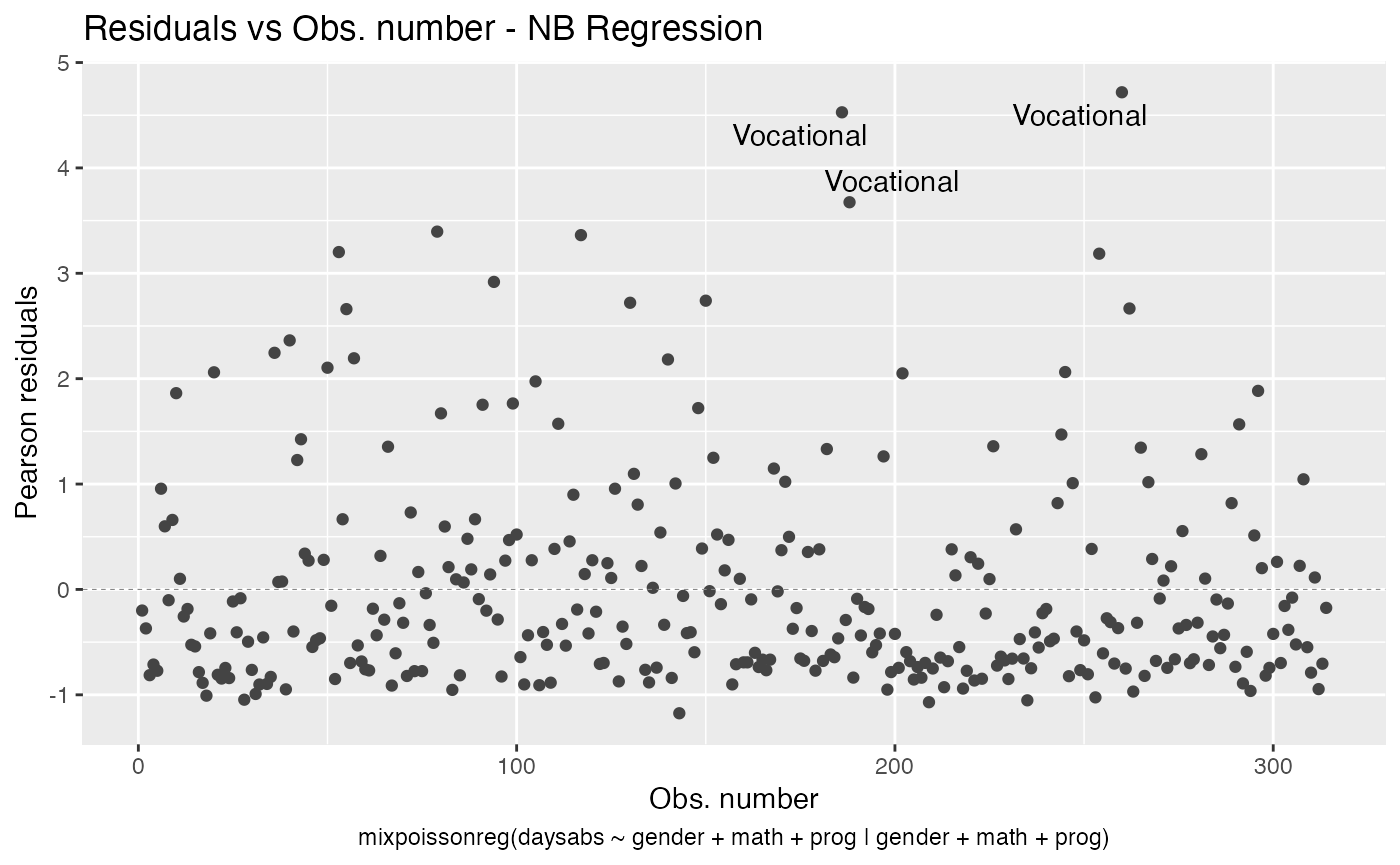 Residuals vs Obs. number - NB Regression
5
Vocational
Vocational
4
Vocational
3
2
1
0
-1
Pearson residuals
0 100 200 300
Obs. number
mixpoissonreg(daysabs ~ gender + math + prog | gender + math + prog)